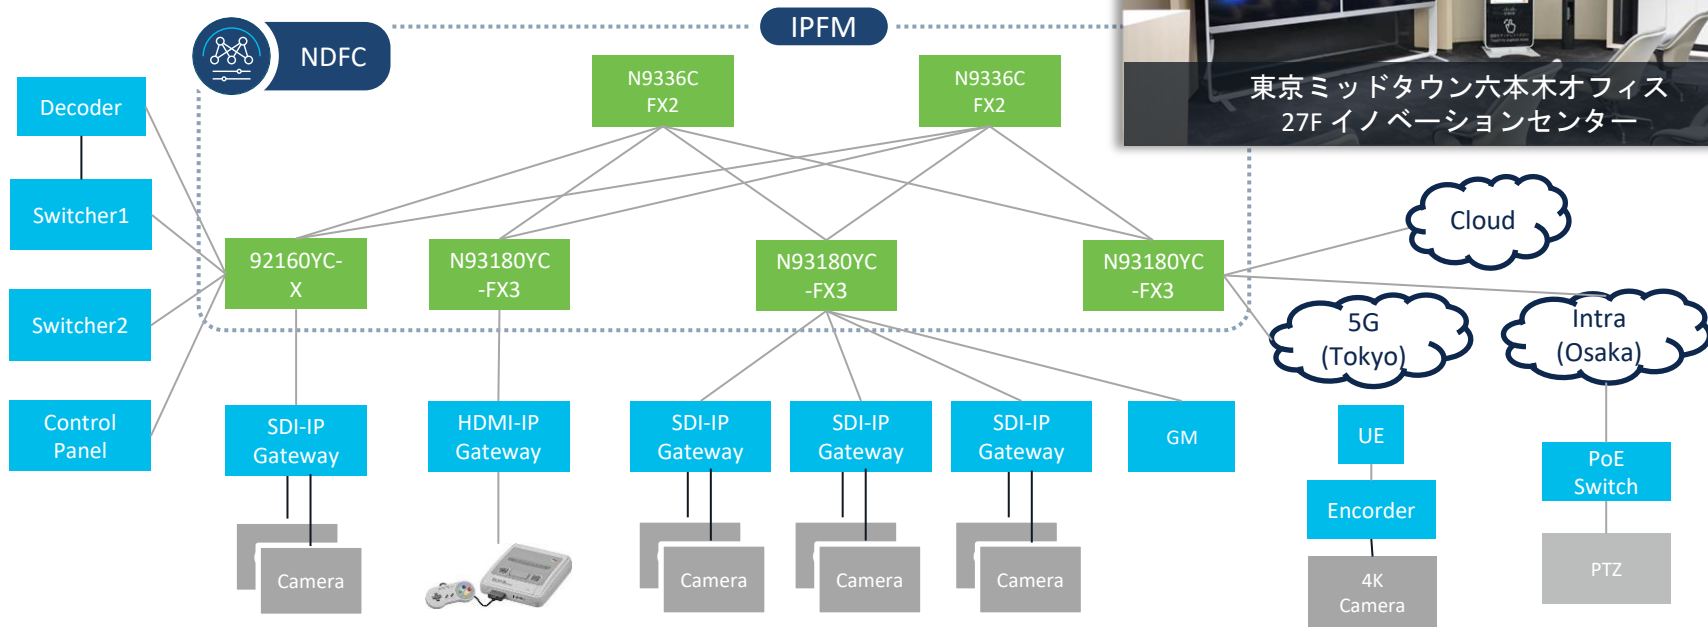 IPFM
NDFC
N9336C
FX2
N9336C
FX2
東京ミッドタウン六本木オフィス
27F イノベーションセンター
Decoder
Switcher1
Switcher2
Control
Panel
92160YC-
X
N93180YC
-FX3
N93180YC
-FX3
N93180YC
-FX3
Cloud
5G
(Tokyo)
Intra
(Osaka)
SDI-IP
Gateway
HDMI-IP
Gateway
SDI-IP
Gateway
SDI-IP
Gateway
SDI-IP
Gateway
GM
UE
PoE
Switch
Encorder
Camera
Camera
Camera
Camera
4K
Camera
PTZ